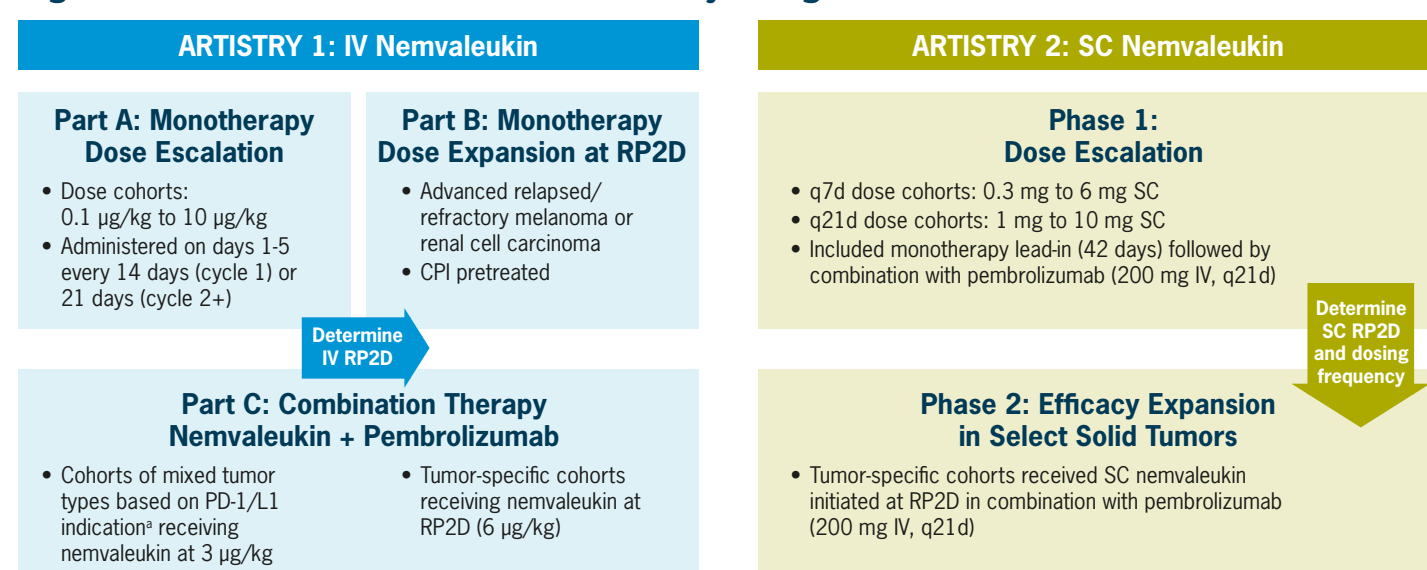 ARTISTRY 1: IV Nemvaleukin
Part A: Monotherapy
Dose Escalation
• Dose cohorts:
0.1 µg/kg to 10 µg/kg
• Administered on days 1-5
every 14 days (cycle 1) or
21 days (cycle 2+)
Part B: Monotherapy
Dose Expansion at RP2D
• Advanced relapsed/
refractory melanoma or
renal cell carcinoma
• CPI pretreated
Determine
IV RP2D
Part C: Combination Therapy
Nemvaleukin + Pembrolizumab
• Cohorts of mixed tumor
types based on PD-1/L1
indicationᵃ receiving
nemvaleukin at 3 µg/kg
• Tumor-specific cohorts
receiving nemvaleukin at
RP2D (6 µg/kg)
ARTISTRY 2: SC Nemvaleukin
Phase 1:
Dose Escalation
• q7d dose cohorts: 0.3 mg to 6 mg SC
• q21d dose cohorts: 1 mg to 10 mg SC
• Included monotherapy lead-in (42 days) followed by
combination with pembrolizumab (200 mg IV, q21d)
Determine
SC RP2D
and dosing
frequency
Phase 2: Efficacy Expansion
in Select Solid Tumors
• Tumor-specific cohorts received SC nemvaleukin
initiated at RP2D in combination with pembrolizumab
(200 mg IV, q21d)